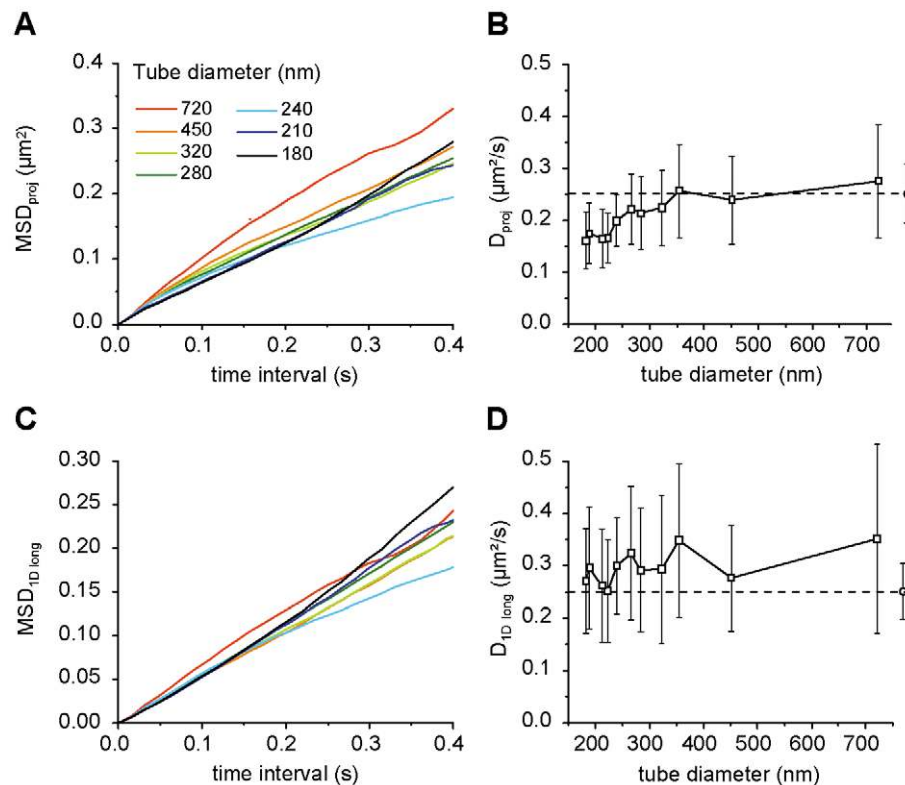 A
0.4
0.3
0.2
0.1
0.0
MSDproj (µm²)
Tube diameter (nm)
720
450
320
280
240
210
180
0.0 0.1 0.2 0.3 0.4
time interval (s)
B
0.5
0.4
0.3
0.2
0.1
0.0
Dproj (µm²/s)
200 300 400 500 600 700
tube diameter (nm)
C
0.30
0.25
0.20
0.15
0.10
0.05
0.00
MSD1D long
0.0 0.1 0.2 0.3 0.4
time interval (s)
D
0.5
0.4
0.3
0.2
0.1
0.0
D1D long (µm²/s)
200 300 400 500 600 700
tube diameter (nm)